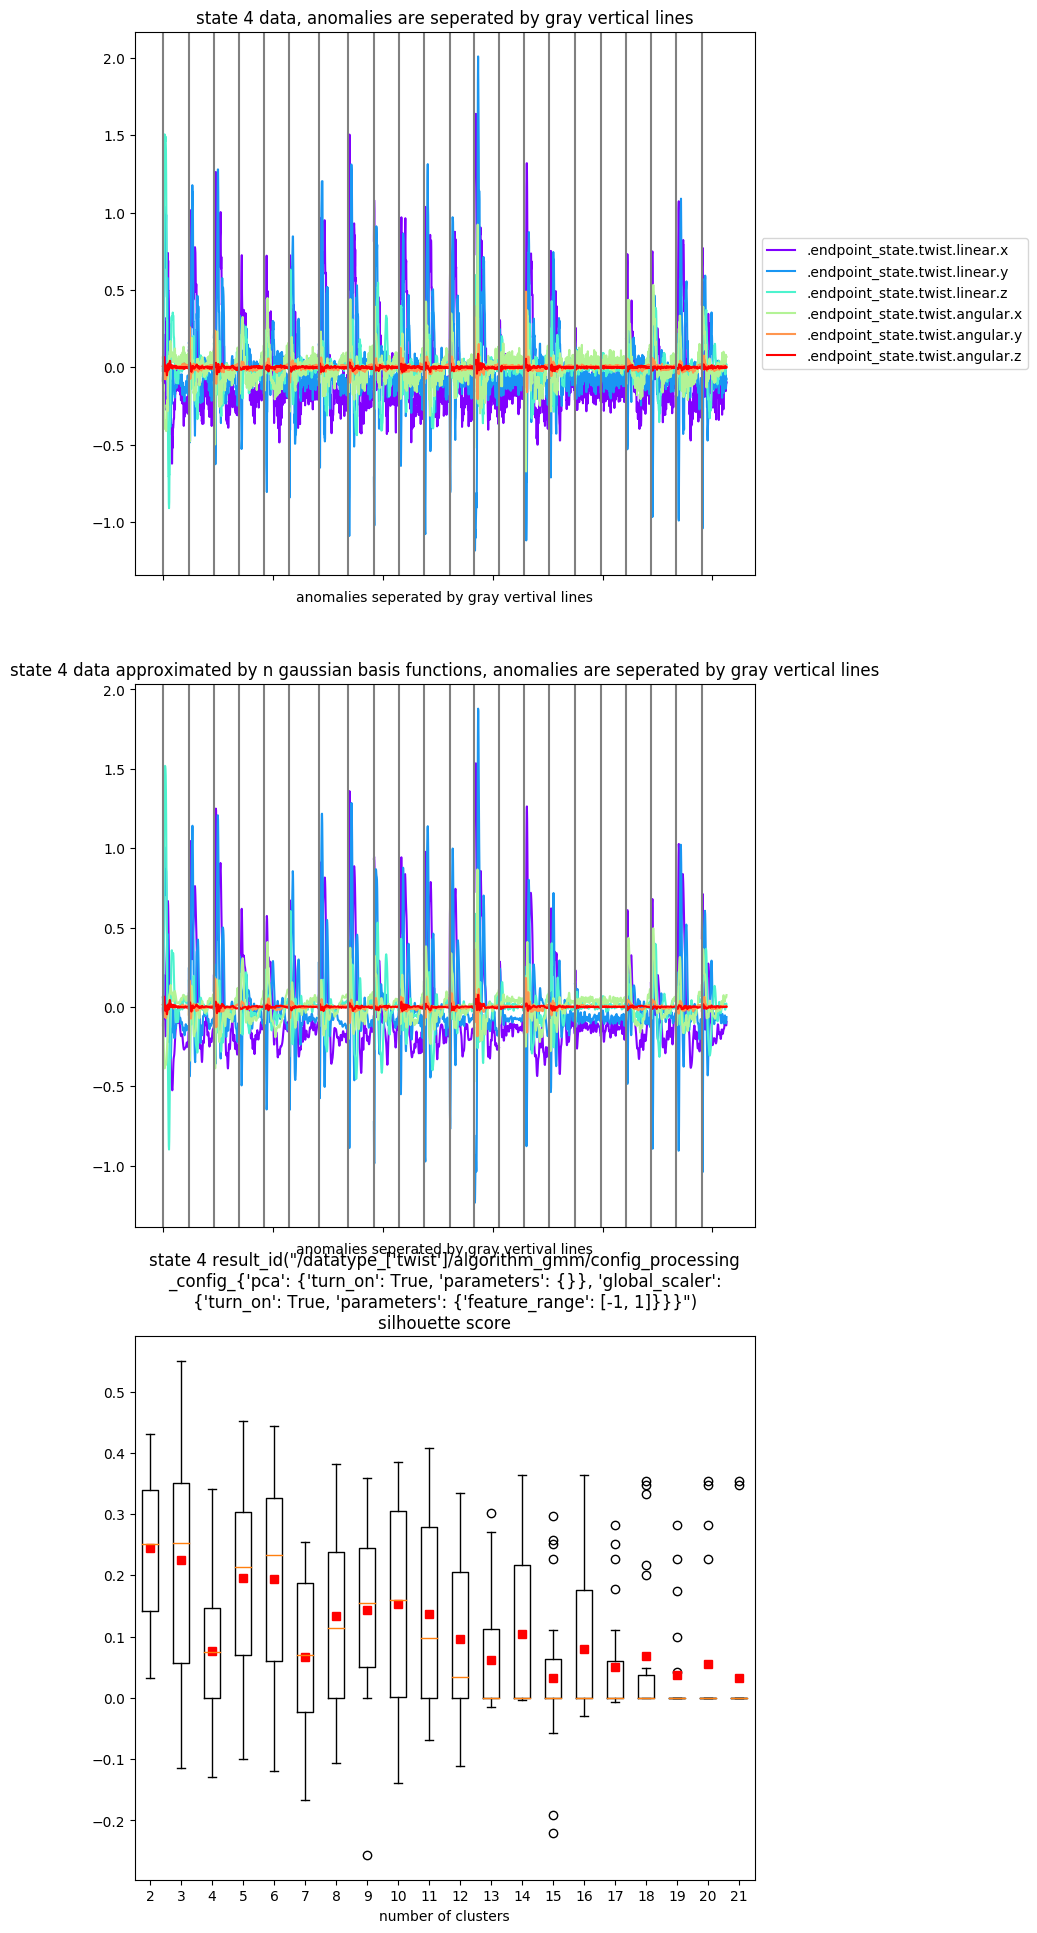 state 4 data, anomalies are seperated by gray vertical lines
2.0
1.5
1.0
0.5
0.0
−0.5
−1.0
.endpoint_state.twist.linear.x
.endpoint_state.twist.linear.y
.endpoint_state.twist.linear.z
.endpoint_state.twist.angular.x
.endpoint_state.twist.angular.y
.endpoint_state.twist.angular.z
anomalies seperated by gray vertival lines
state 4 data approximated by n gaussian basis functions, anomalies are seperated by gray vertical lines
2.0
1.5
1.0
0.5
0.0
−0.5
−1.0
anomalies seperated by gray vertival lines
state 4 result_id("/datatype_['twist']/algorithm_gmm/config_processing
_config_{'pca': {'turn_on': True, 'parameters': {}}, 'global_scaler':
{'turn_on': True, 'parameters': {'feature_range': [-1, 1]}}}")
silhouette score
0.5
0.4
0.3
0.2
0.1
0.0
−0.1
−0.2
2 3 4 5 6 7 8 9 10 11 12 13 14 15 16 17 18 19 20 21
number of clusters